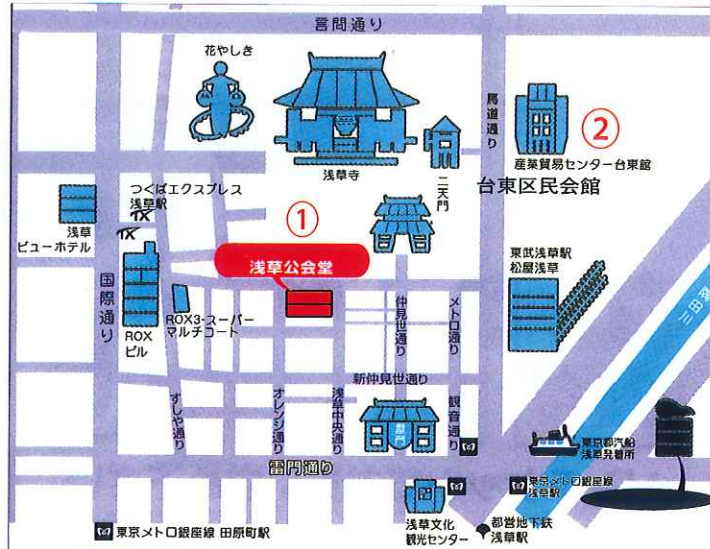 言問通り
花やしき
馬道通り
②
産業貿易センター台東館
浅草寺
二天門
台東区民会館
つくばエクスプレス
浅草駅
TX
TX
①
浅草
ビューホテル
浅草公会堂
東武浅草駅
松屋浅草
隅田川
国際通り
ROX3・スーパー
マルチコート
ROX
ビル
仲見世通り
メトロ通り
新仲見世通り
すしや通り
オレンジ通り
浅草中央通り
観音通り
雷門
雷門通り
東京都汽船
浅草発着所
東京メトロ銀座線
浅草駅
浅草文化
観光センター
都営地下鉄
浅草駅
東京メトロ銀座線 田原町駅